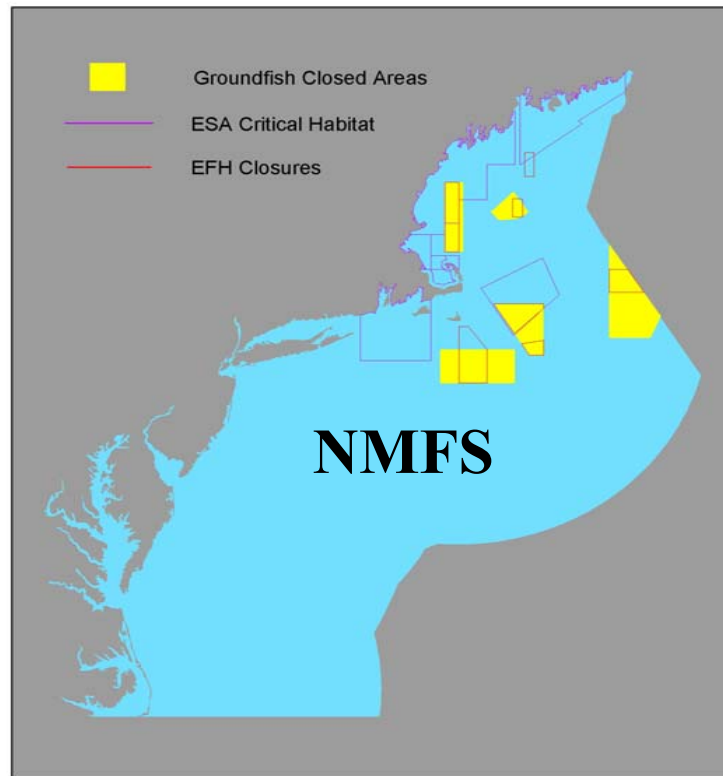 Groundfish Closed Areas
ESA Critical Habitat
EFH Closures
NMFS